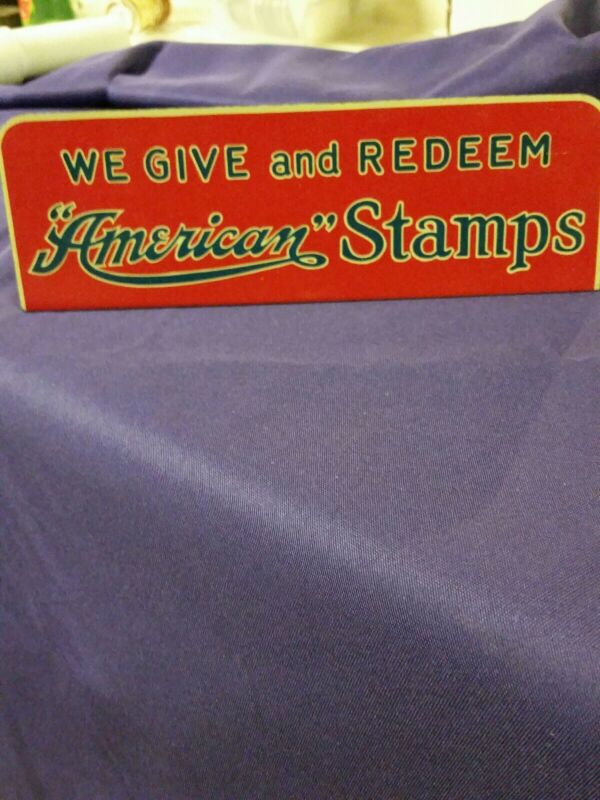 WE GIVE and REDEEM
"American" Stamps